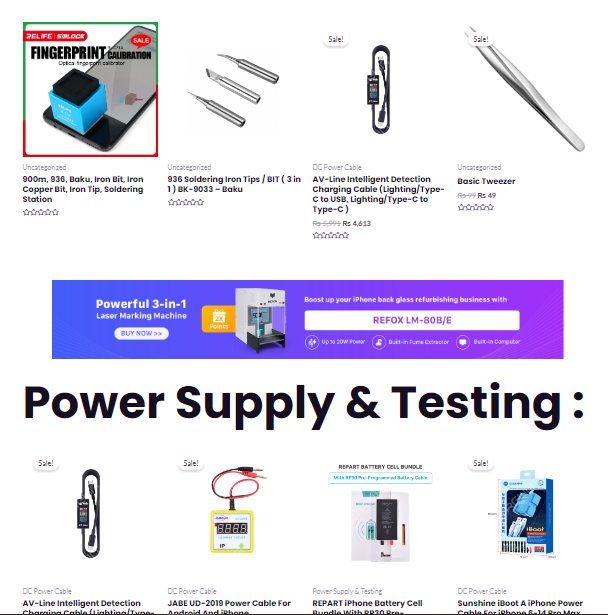 RELIFE SUNBLOCK
SALE
FINGERPRINT CALIBRATION
Optical fingerprint calibrator
Sale!
Sale!
Uncategorized
900m, 936, Baku, Iron Bit, Iron
Copper Bit, Iron Tip, Soldering
Station
Uncategorized
936 Soldering Iron Tips / BIT ( 3 in
1 ) BK-9033 – Baku
DC Power Cable
AV-Line Intelligent Detection
Charging Cable (Lighting/Type-
C to USB, Lighting/Type-C to
Type-C )
Rs 5,991 Rs 4,613
Uncategorized
Basic Tweezer
Rs 99 Rs 49
Powerful 3-in-1
Laser Marking Machine
BUY NOW >>
2X
Points
Boost up your iPhone back glass refurbishing business with
REFOX LM-80B/E
Up to 20W Power
Built-in Fume Extractor
Built-in Computer
Power Supply & Testing :
Sale!
Sale!
REPART BATTERY CELL BUNDLE
With RP30 Pre-Programmed Battery Cable
Sale!
iBoot
DC Power Cable
AV-Line Intelligent Detection
Charging Cable (Lighting/Type-
DC Power Cable
JABE UD-2019 Power Cable For
Android And iPhone
Power Supply & Testing
REPART iPhone Battery Cell
Bundle With RP30 Pre-
DC Power Cable
Sunshine iBoot A iPhone Power
Cable For iPhone 6-14 Pro Max